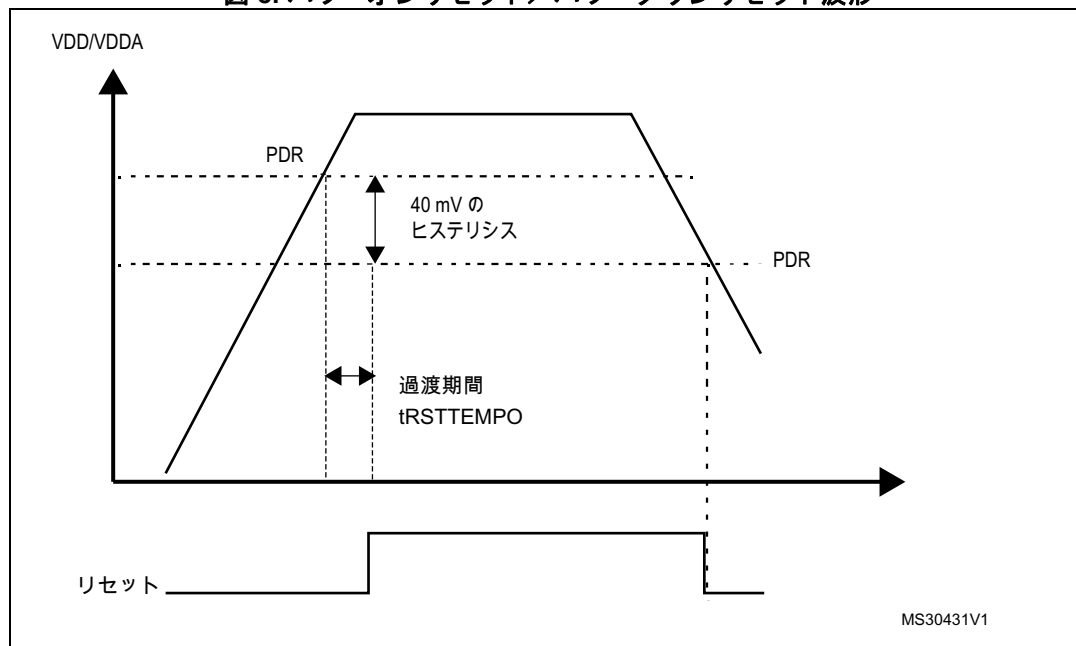 VDD/VDDA
PDR
40 mV の
ヒステリシス
PDR
過渡期間
tRSTTEMPO
リセット
MS30431V1